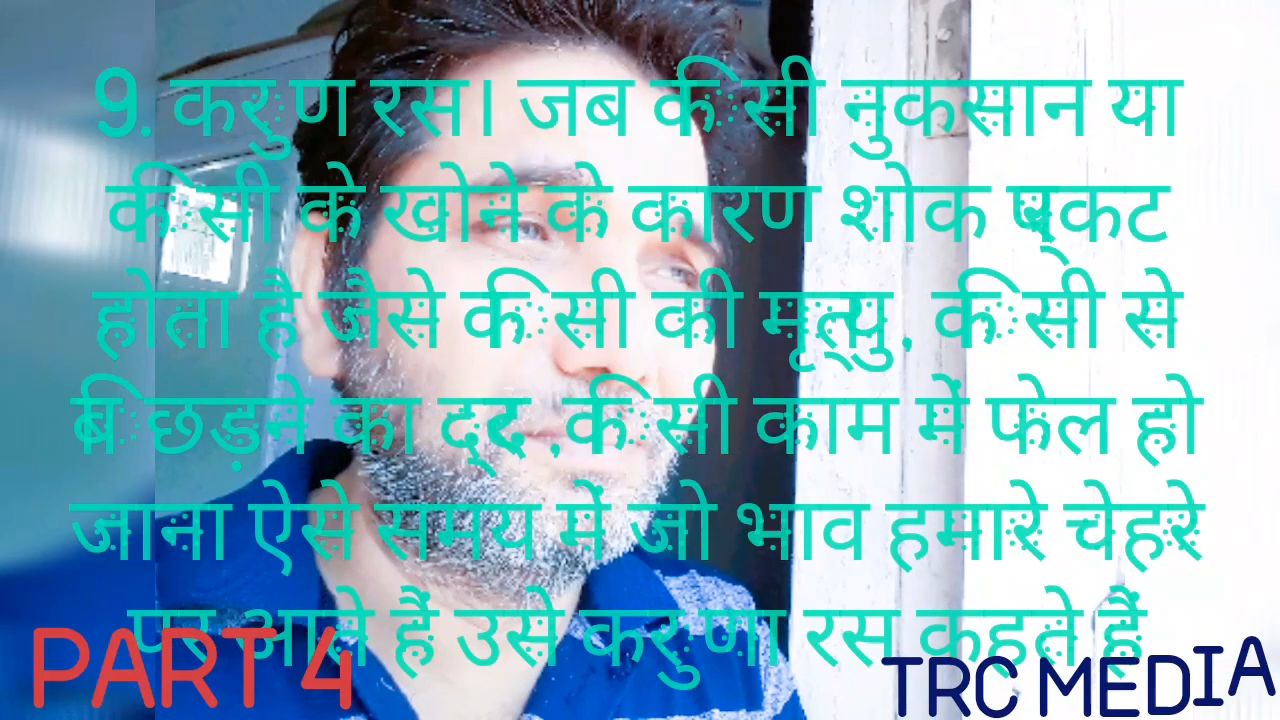 9. करुण रस। जब किसी नुकसान या
किसी के खोने के कारण शोक प्रकट
होता है जैसे किसी की मृत्यु, किसी से
बिछड़ने का दर्द ,किसी काम में फेल हो
जाना ऐसे समय में जो भाव हमारे चेहरे
पर आते हैं उसे करुणा रस कहते हैं
PART 4
TRC MEDIA